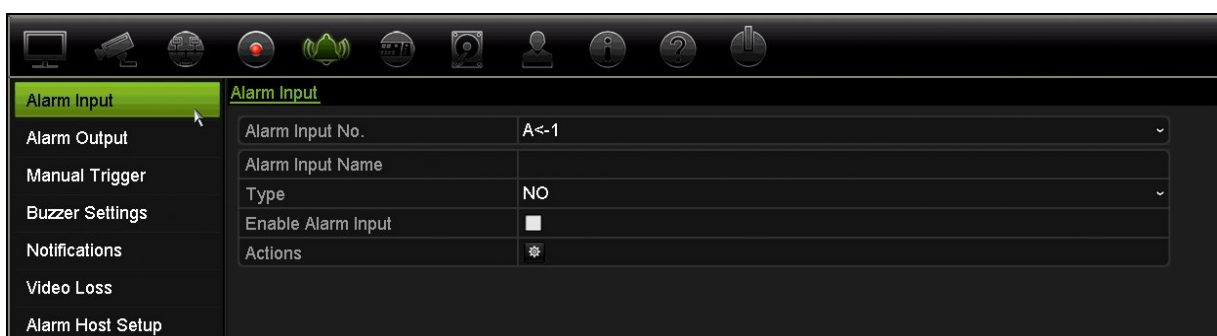 Alarm Input
Alarm Output
Manual Trigger
Buzzer Settings
Notifications
Video Loss
Alarm Host Setup
Alarm Input
Alarm Input No. A<-1
Alarm Input Name
Type NO
Enable Alarm Input
Actions